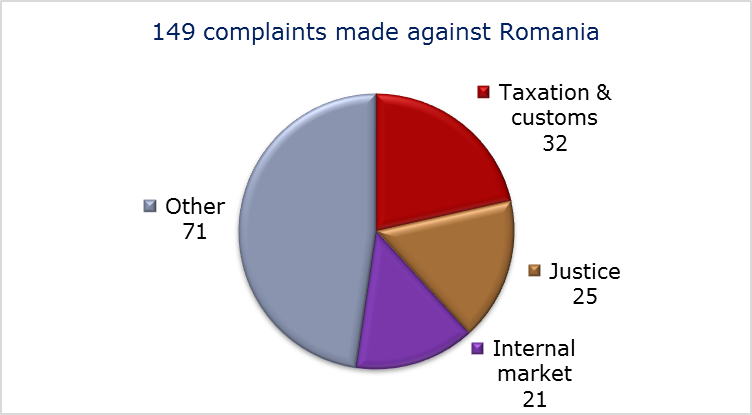 149 complaints made against Romania
Taxation &
customs
32
Other
71
Justice
25
Internal
market
21